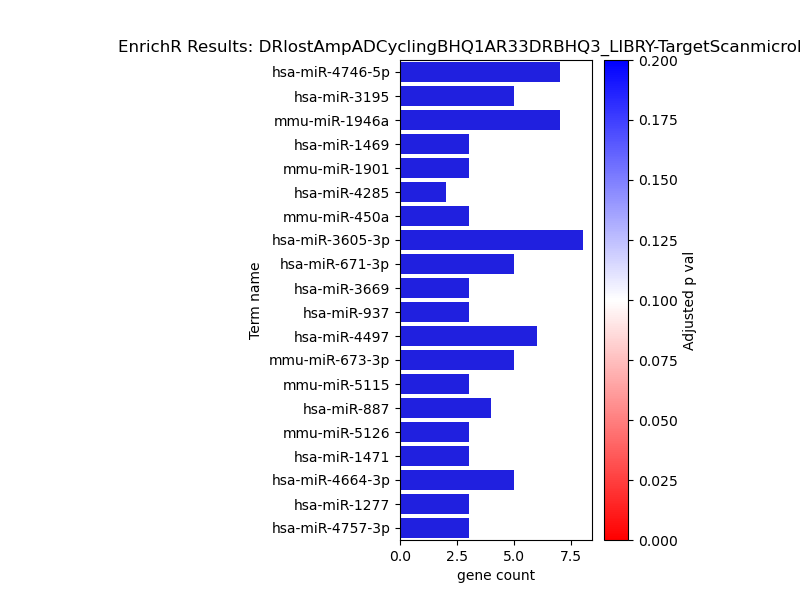 EnrichR Results: DRlostAmpADCyclingBHQ1AR33DRBHQ3_LIBRY-TargetScanmicroI
hsa-miR-4746-5p
hsa-miR-3195
mmu-miR-1946a
hsa-miR-1469
mmu-miR-1901
hsa-miR-4285
mmu-miR-450a
hsa-miR-3605-3p
hsa-miR-671-3p
hsa-miR-3669
hsa-miR-937
hsa-miR-4497
mmu-miR-673-3p
mmu-miR-5115
hsa-miR-887
mmu-miR-5126
hsa-miR-1471
hsa-miR-4664-3p
hsa-miR-1277
hsa-miR-4757-3p
Term name
0.0 2.5 5.0 7.5
gene count
0.200
0.175
0.150
0.125
0.100
0.075
0.050
0.025
0.000
Adjusted p val